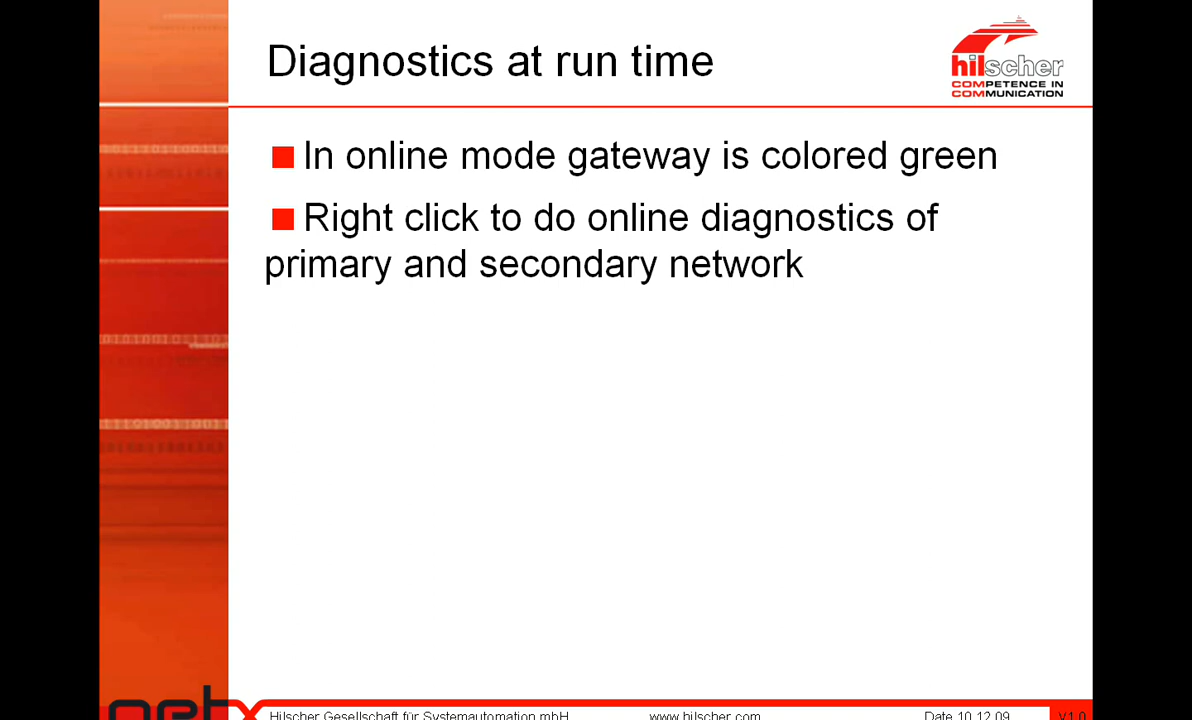 Diagnostics at run time
hilscher
COMPETENCE IN
COMMUNICATION
In online mode gateway is colored green
Right click to do online diagnostics of
primary and secondary network
netx
Hilscher Gesellschaft für Systemautomation mbH www.hilscher.com Date 10.12.09 V1.0